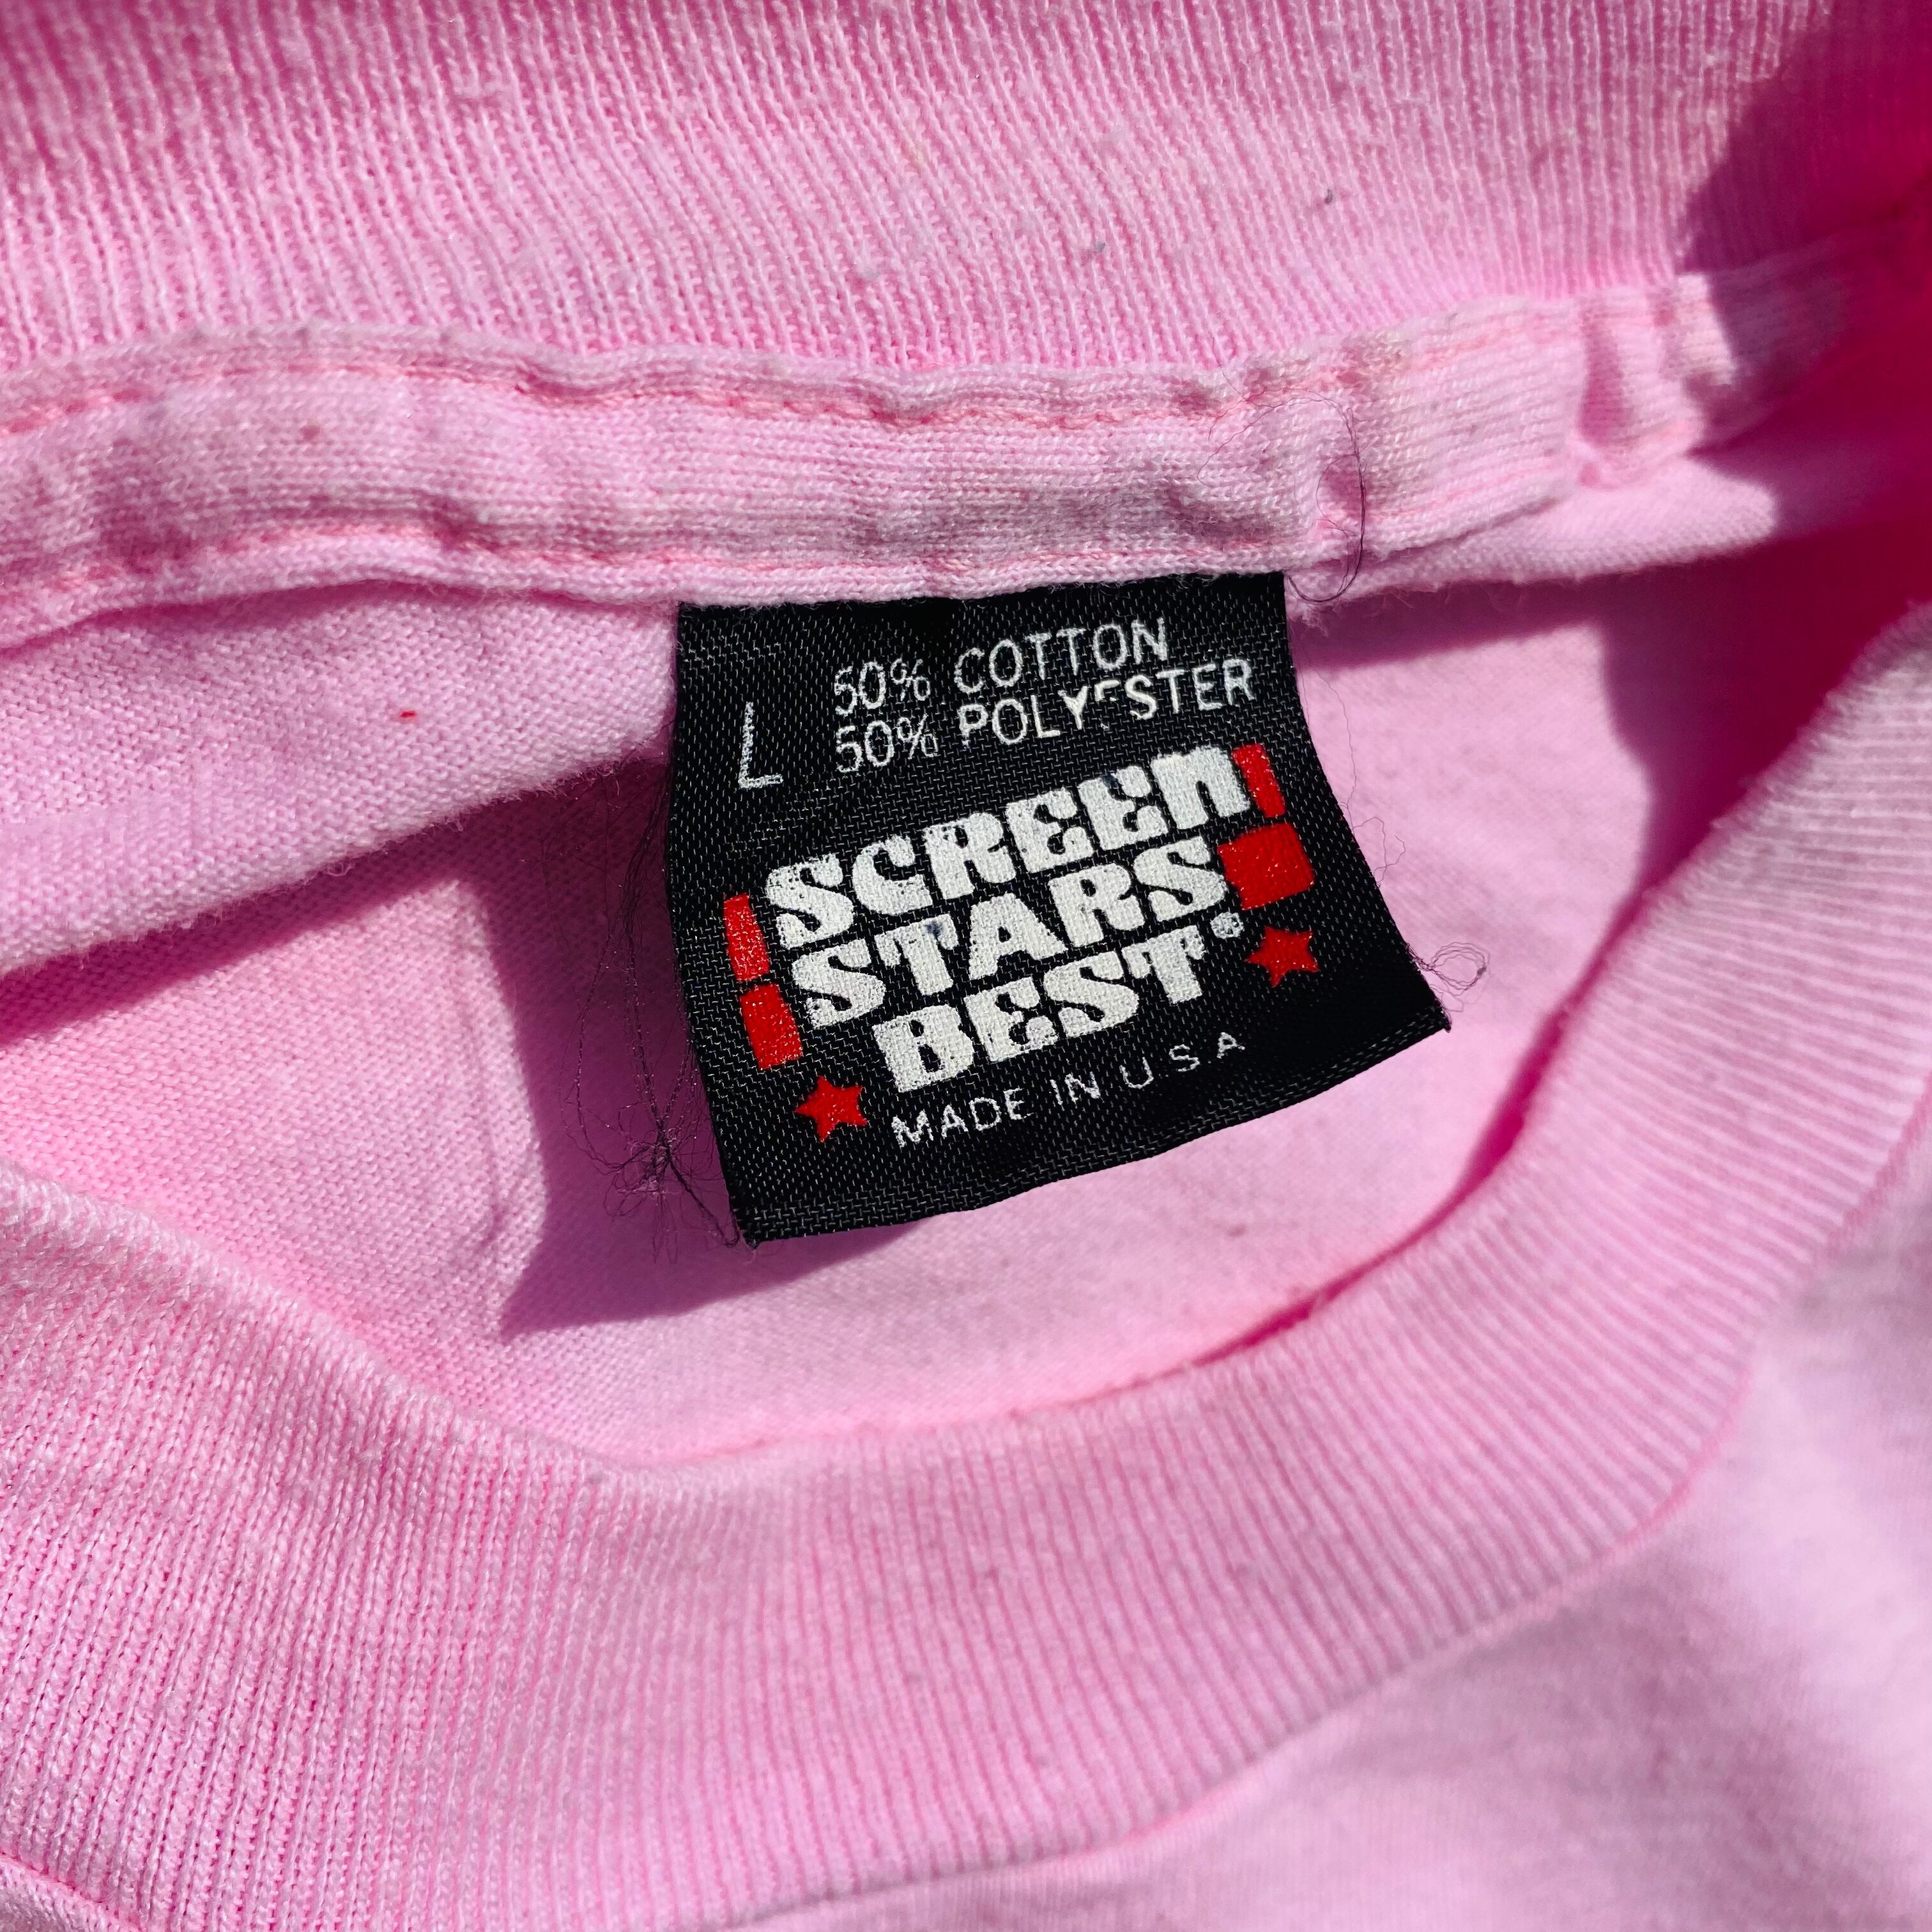 L
50% COTTON
50% POLYESTER
SCREEn
STARS
BEST®
MADE IN USA